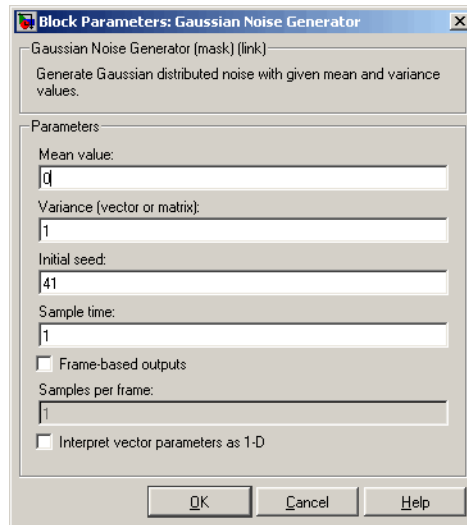 Block Parameters: Gaussian Noise Generator
Gaussian Noise Generator (mask) (link)
Generate Gaussian distributed noise with given mean and variance
values.
Parameters
Mean value:
0
Variance (vector or matrix):
1
Initial seed:
41
Sample time:
1
Frame-based outputs
Samples per frame:
1
Interpret vector parameters as 1-D
OK Cancel Help